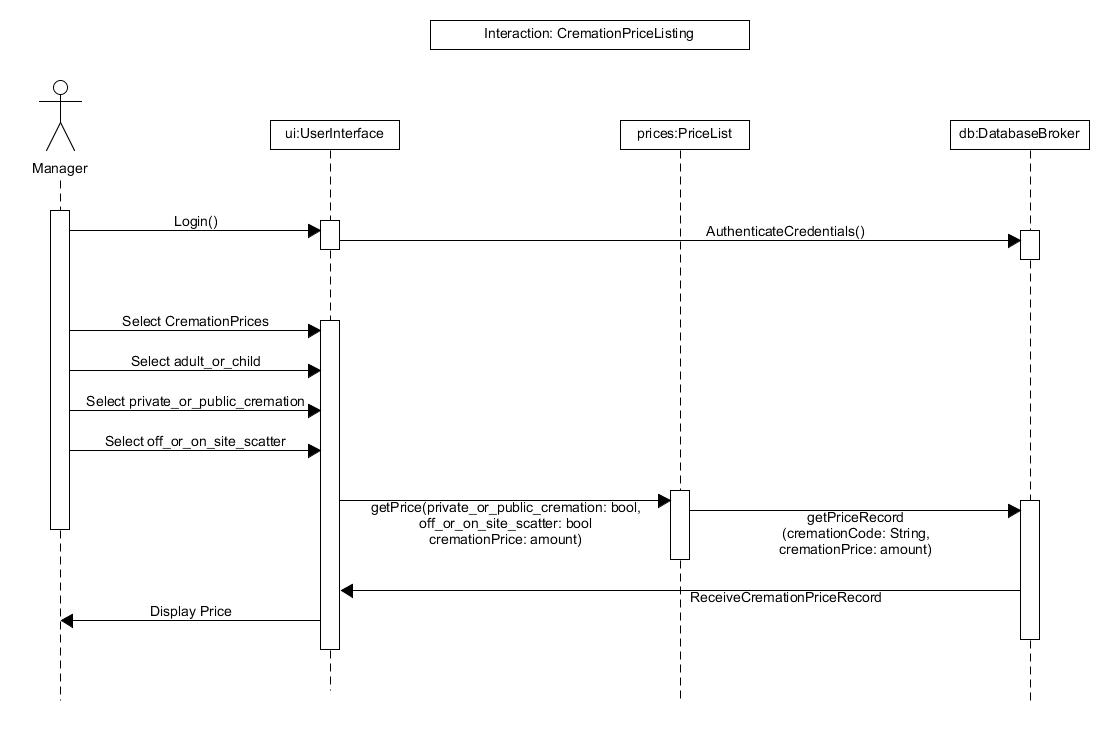 Interaction: CremationPriceListing
Manager
ui:UserInterface
prices:PriceList
db:DatabaseBroker
Login()
AuthenticateCredentials()
Select CremationPrices
Select adult_or_child
Select private_or_public_cremation
Select off_or_on_site_scatter
getPrice(private_or_public_cremation: bool,
off_or_on_site_scatter: bool
cremationPrice: amount)
getPriceRecord
(cremationCode: String,
cremationPrice: amount)
ReceiveCremationPriceRecord
Display Price